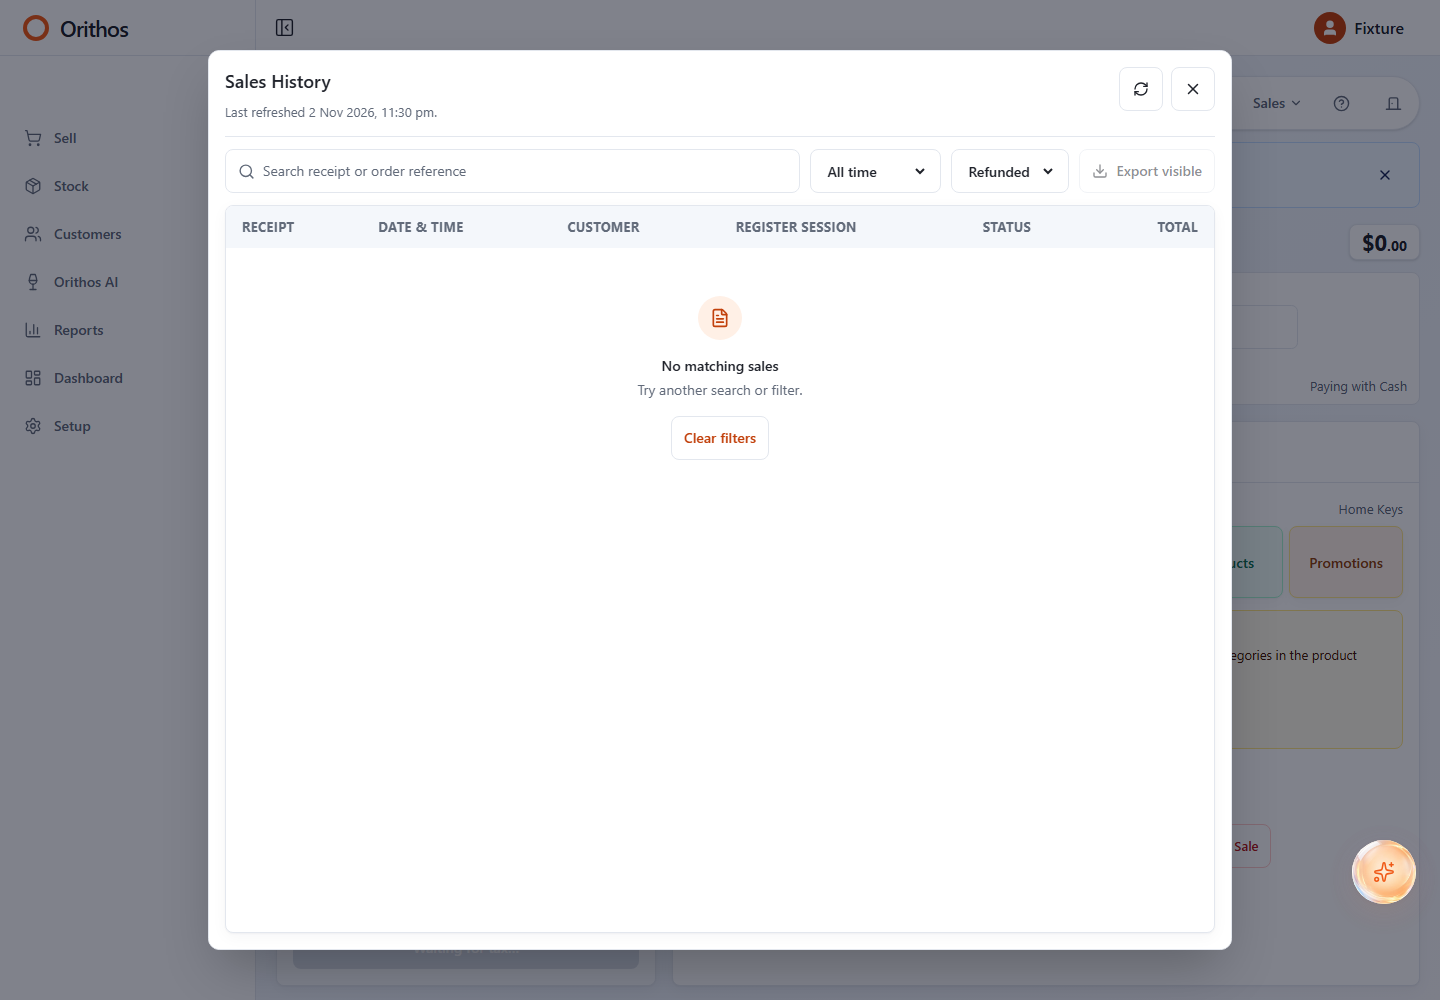 Orithos
Fixture
Sales History
Last refreshed 2 Nov 2026, 11:30 pm.
Sales
Sell
Stock
Customers
Orithos AI
Reports
Dashboard
Setup
Search receipt or order reference
All time
Refunded
Export visible
RECEIPT
DATE & TIME
CUSTOMER
REGISTER SESSION
STATUS
TOTAL
$0.00
No matching sales
Try another search or filter.
Clear filters
Paying with Cash
Home Keys
ucts
Promotions
egories in the product
Sale